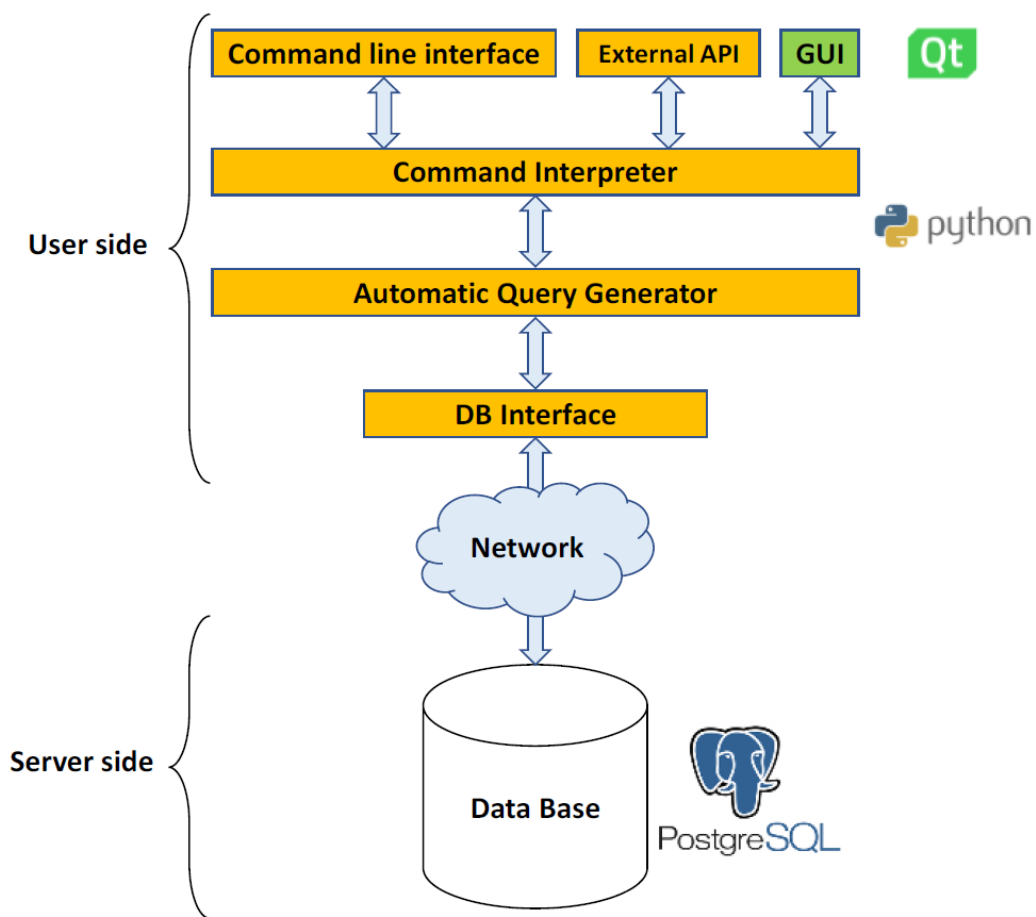 Command line interface
External API
GUI
Qt
Command Interpreter
python
User side
Automatic Query Generator
DB Interface
Network
Server side
Data Base
PostgreSQL